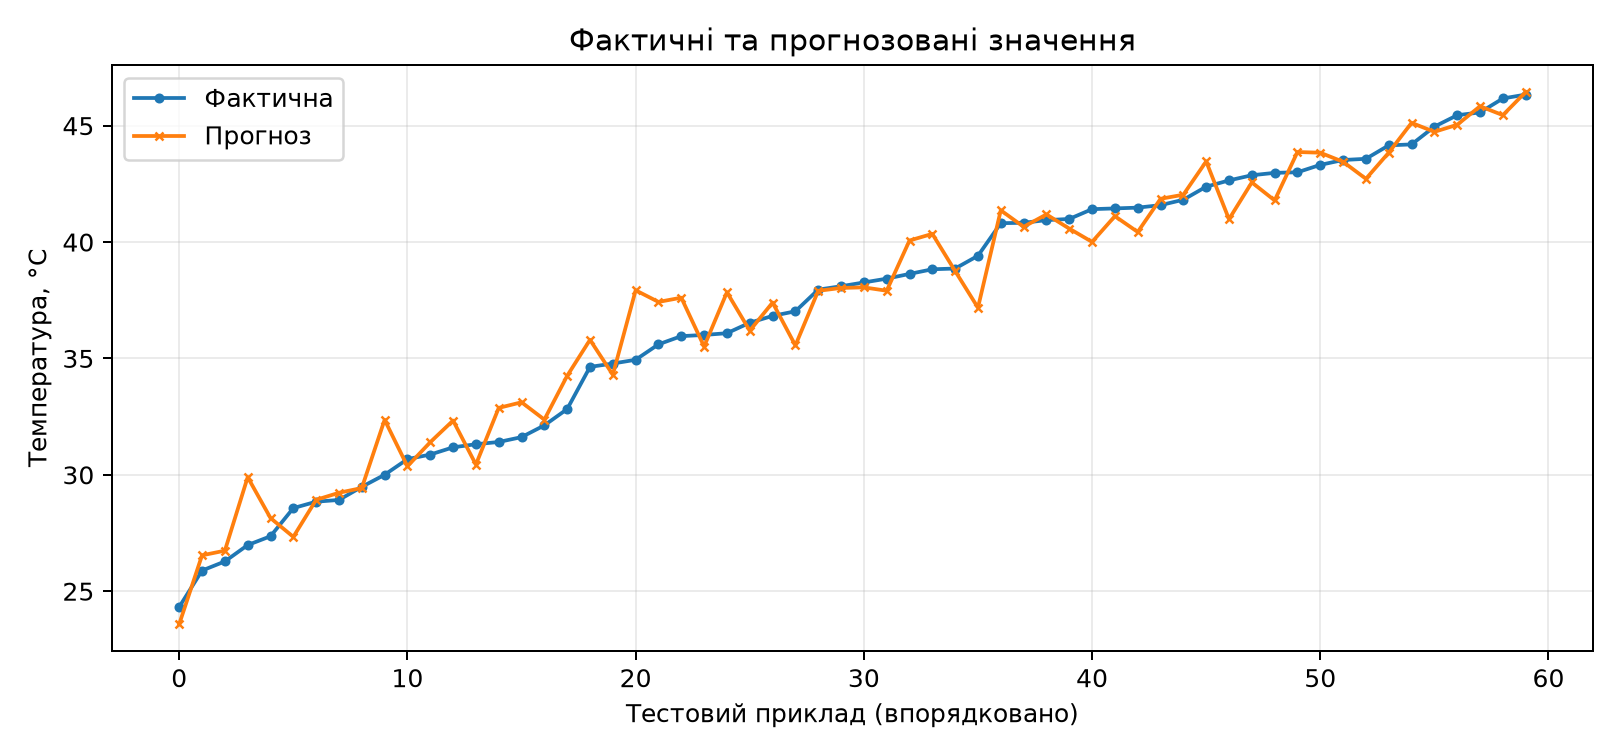 Фактичні та прогнозовані значення
Фактична
Прогноз
Температура, °C
45
40
35
30
25
0 10 20 30 40 50 60
Тестовий приклад (впорядковано)